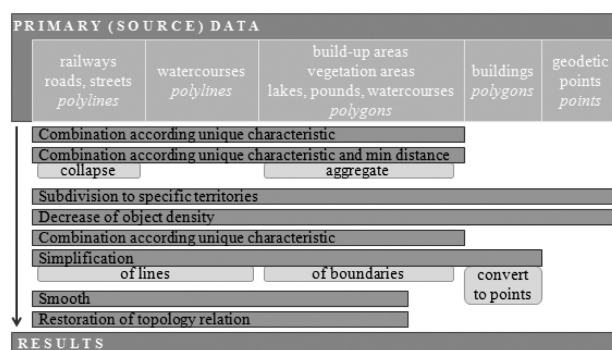 PRIMARY (SOURCE) DATA
railways
roads, streets
polylines
watercourses
polylines
build-up areas
vegetation areas
lakes, pounds, watercourses
polygons
buildings
polygons
geodetic
points
points
Combination according unique characteristic
Combination according unique characteristic and min distance
collapse
aggregate
Subdivision to specific territories
Decrease of object density
Combination according unique characteristic
Simplification
of lines
of boundaries
convert
to points
Smooth
Restoration of topology relation
RESULTS